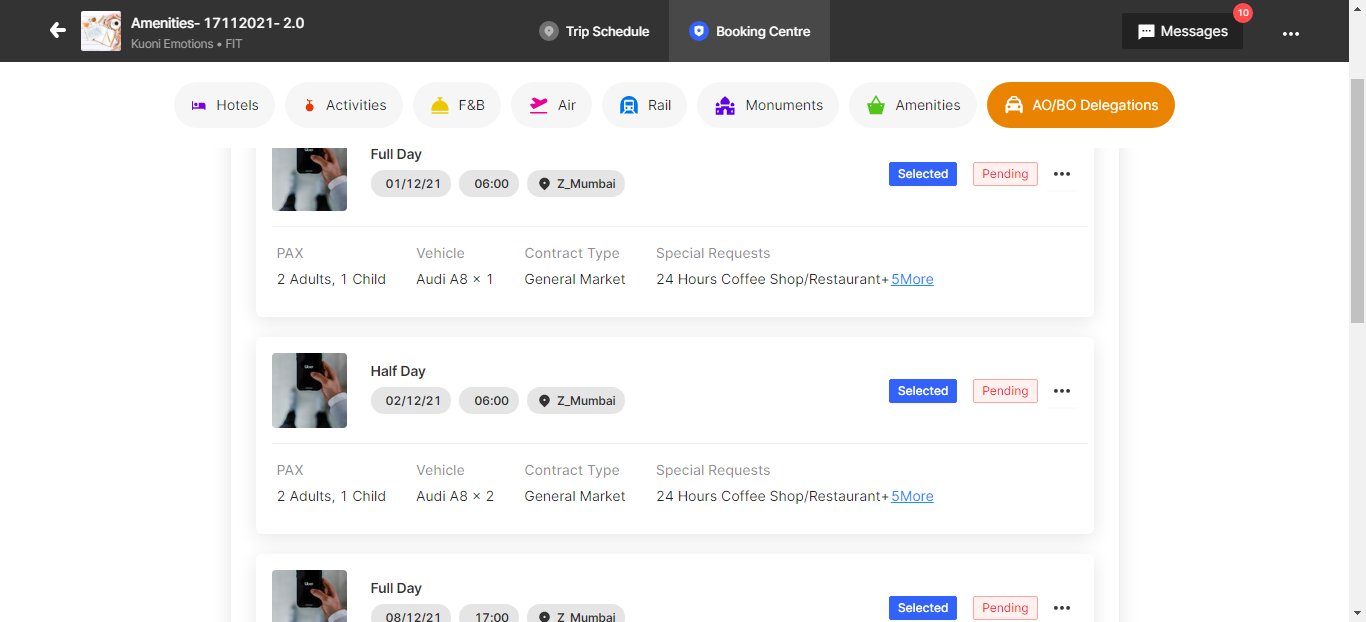 Amenities- 17112021- 2.0
Kuoni Emotions • FIT
Trip Schedule
Booking Centre
Messages
10
Hotels
Activities
F&B
Air
Rail
Monuments
Amenities
AO/BO Delegations
Full Day
01/12/21 06:00 Z_Mumbai
Selected
Pending
PAX Vehicle Contract Type Special Requests
2 Adults, 1 Child Audi A8 × 1 General Market 24 Hours Coffee Shop/Restaurant+5More
Uber
Half Day
02/12/21 06:00 Z_Mumbai
Selected
Pending
PAX Vehicle Contract Type Special Requests
2 Adults, 1 Child Audi A8 × 2 General Market 24 Hours Coffee Shop/Restaurant+5More
Uber
Full Day
08/12/21 17:00 Z_Mumbai
Selected
Pending